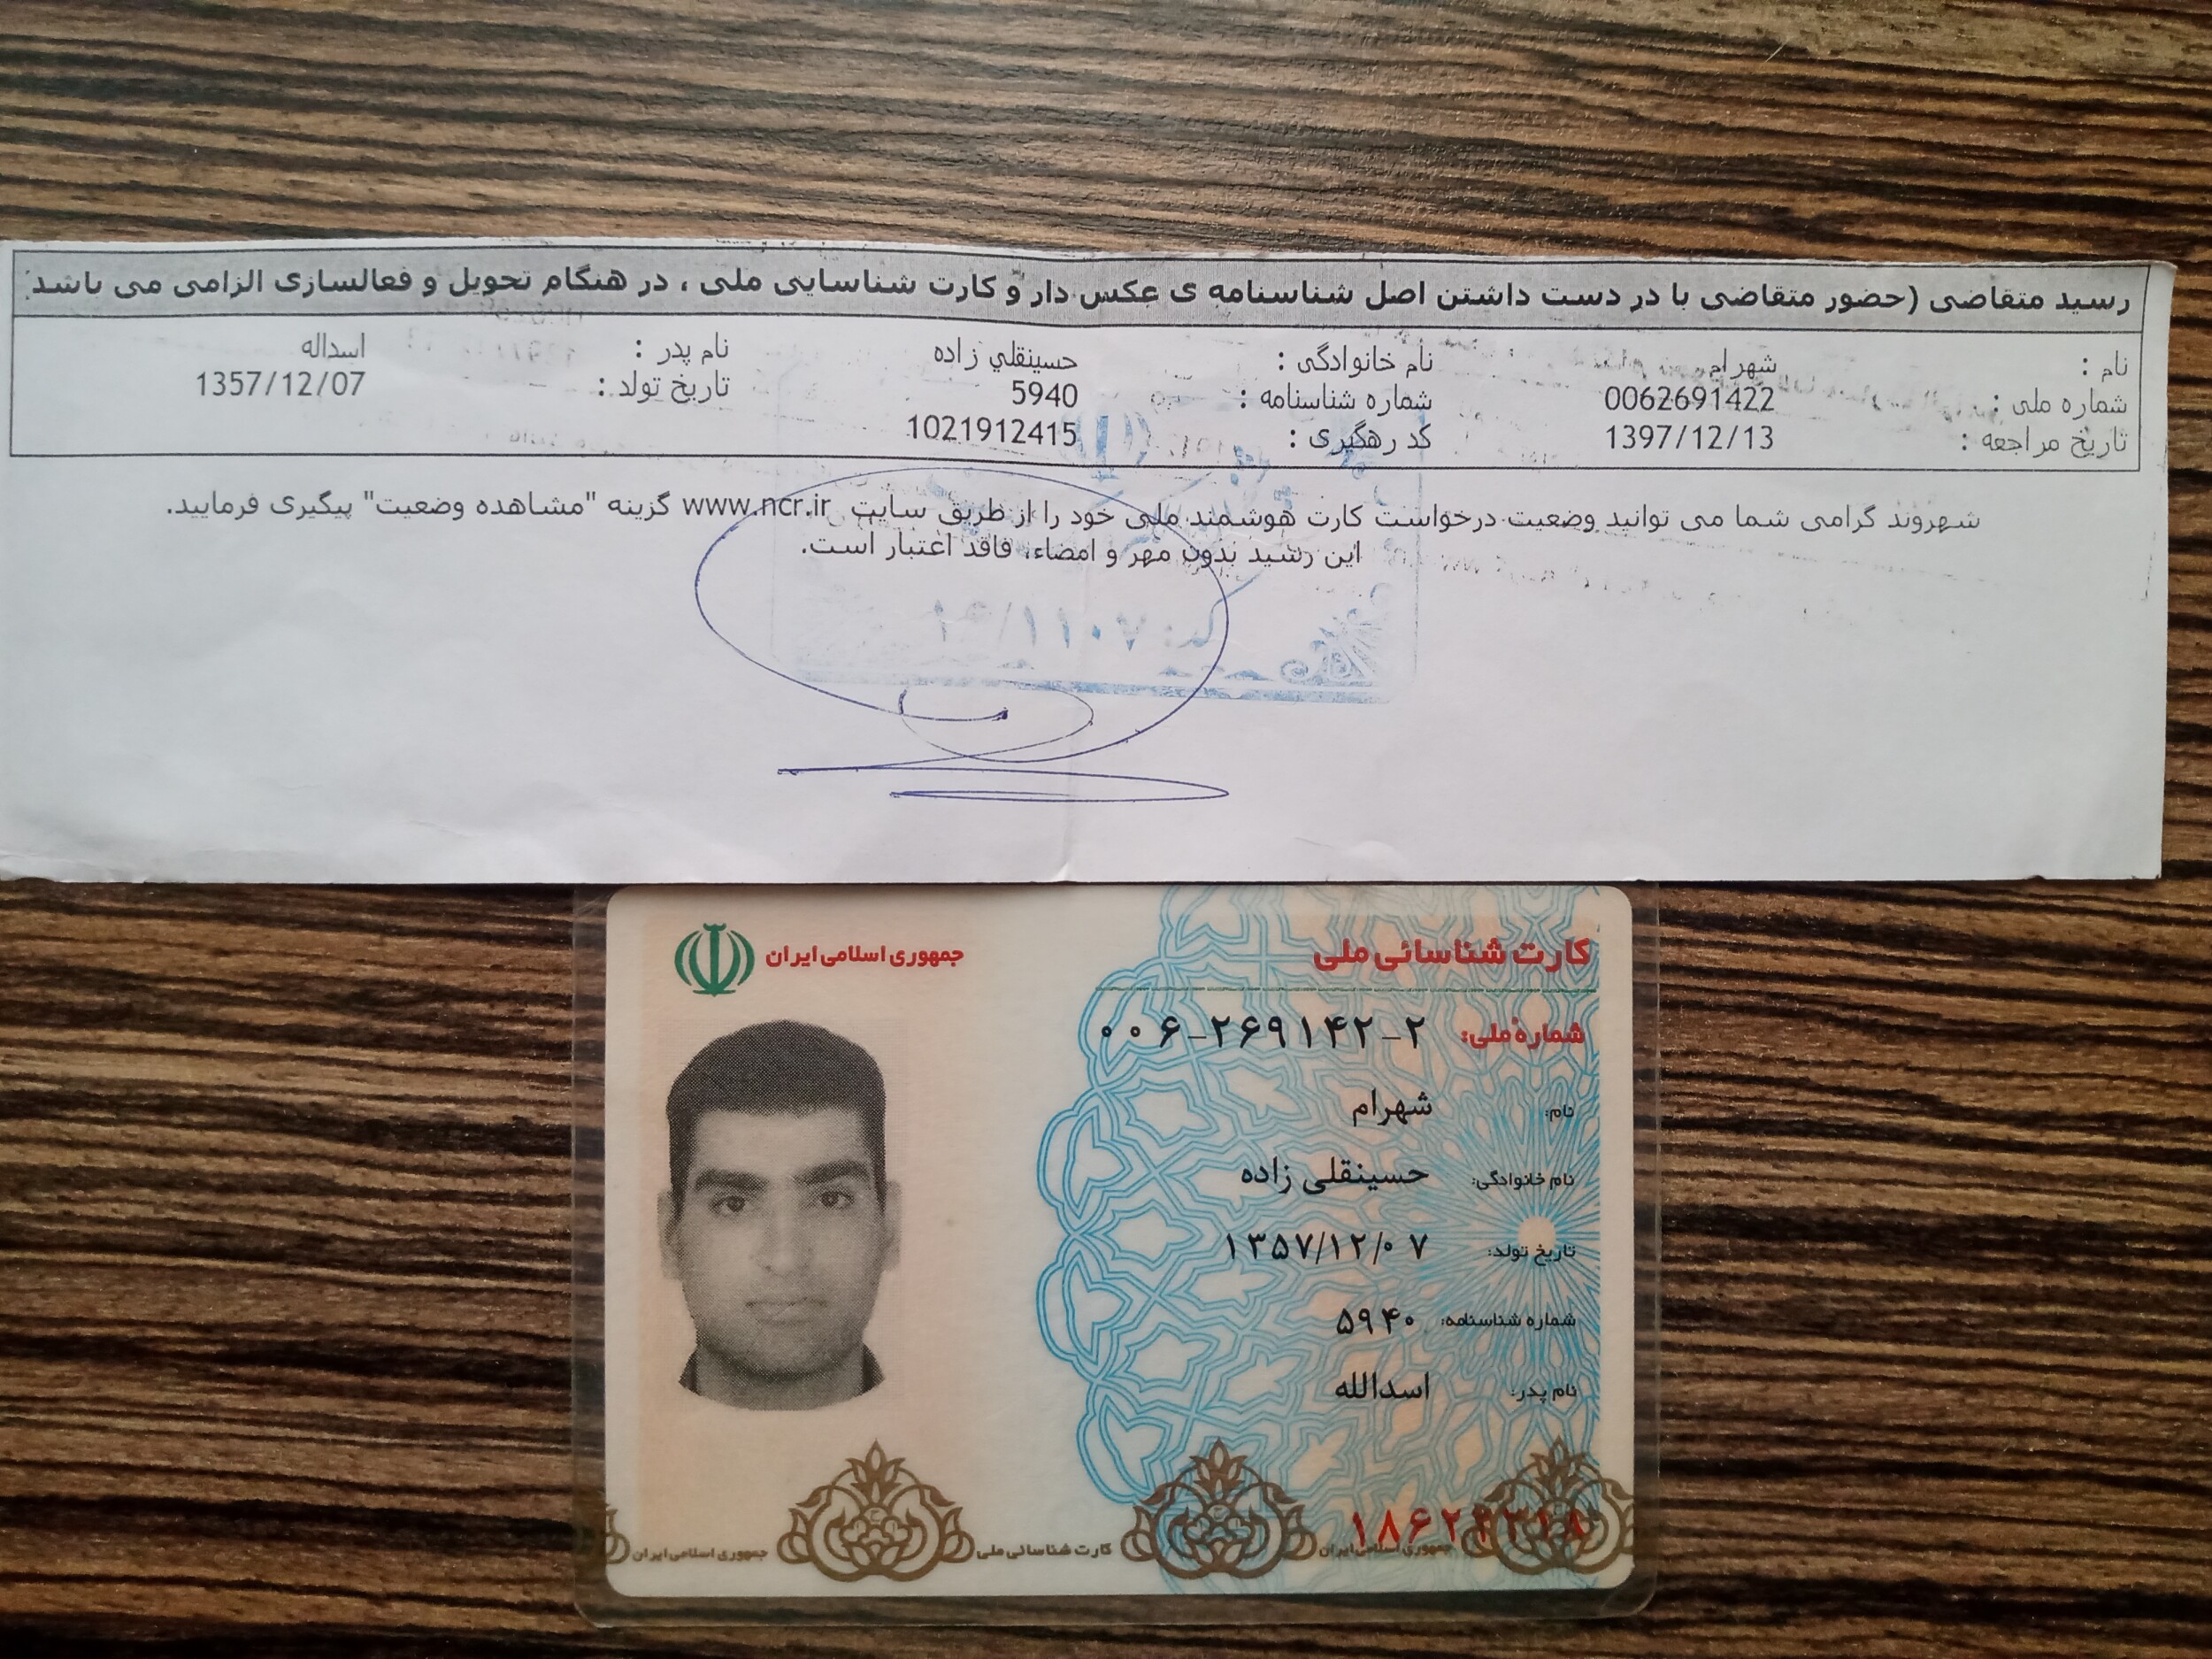 رسید متقاضی (حضور متقاضی با در دست داشتن اصل شناسنامه ی عکس دار و کارت شناسایی ملی ، در هنگام تحویل و فعالسازی الزامی می باشد)
نام : شهرام نام خانوادگی : حسینقلي زاده نام پدر : اسداله
شماره ملی : 0062691422 شماره شناسنامه : 5940 تاریخ تولد : 1357/12/07
تاریخ مراجعه : 1397/12/13 کد رهگیری : 1021912415
شهروند گرامی شما می توانید وضعیت درخواست کارت هوشمند ملی خود را از طریق سایت www.ncr.ir گزینه "مشاهده وضعیت" پیگیری فرمایید.
این رسید بدون مهر و امضاء، فاقد اعتبار است.
کارت شناسائی ملی
جمهوری اسلامی ایران
شماره ملی: ۰۰۶-۲۶۹۱۴۲-۲
نام: شهرام
نام خانوادگی: حسینقلی زاده
تاریخ تولد: ۱۳۵۷/۱۲/۰۷
شماره شناسنامه: ۵۹۴۰
نام پدر: اسدالله
جمهوری اسلامی ایران کارت شناسائی ملی جمهوری اسلامی ایران